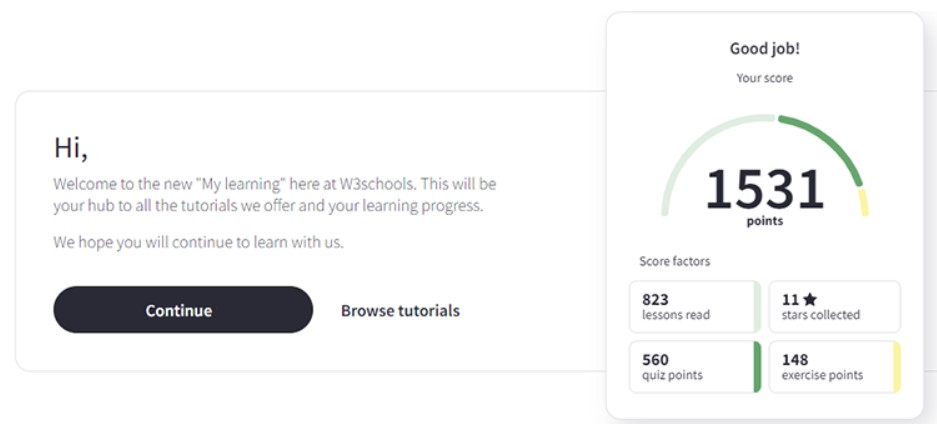 Hi,
Welcome to the new "My learning" here at W3schools. This will be
your hub to all the tutorials we offer and your learning progress.
We hope you will continue to learn with us.
Continue
Browse tutorials
Good job!
Your score
1531
points
Score factors
823
lessons read
11 ★
stars collected
560
quiz points
148
exercise points